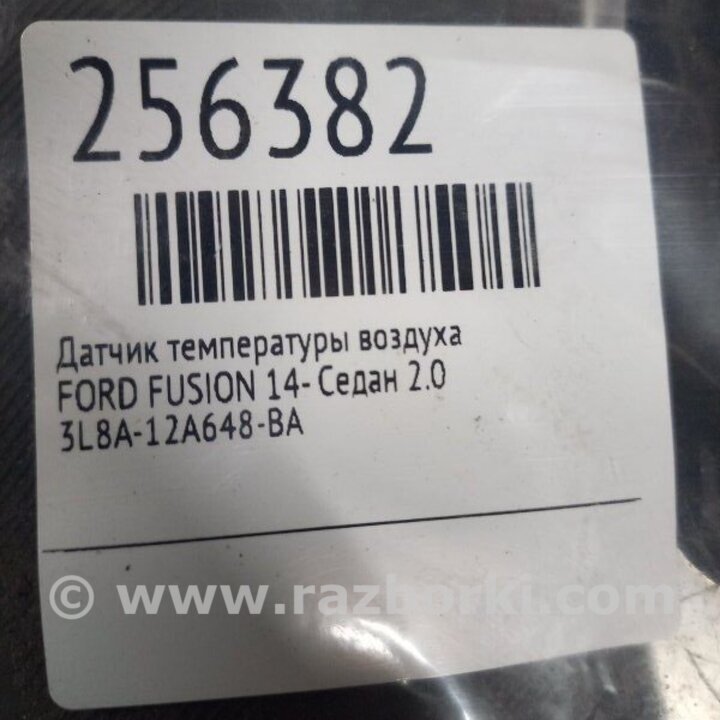 256382
Датчик температуры воздуха
FORD FUSION 14- Седан 2.0
3L8A-12A648-BA
© www.razborki.com